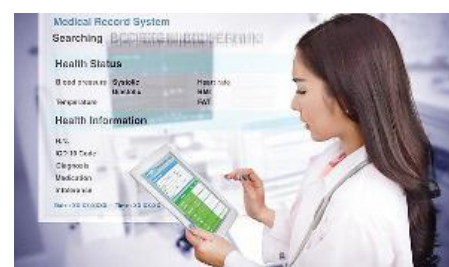 Medical Record System
Searching
Health Status
Blood pressure Systolic Heart rate
Diastolic BMI
Temperature FAT
Health Information
H.N.
ICD-10 Code
Diagnosis
Medication
Intolerance